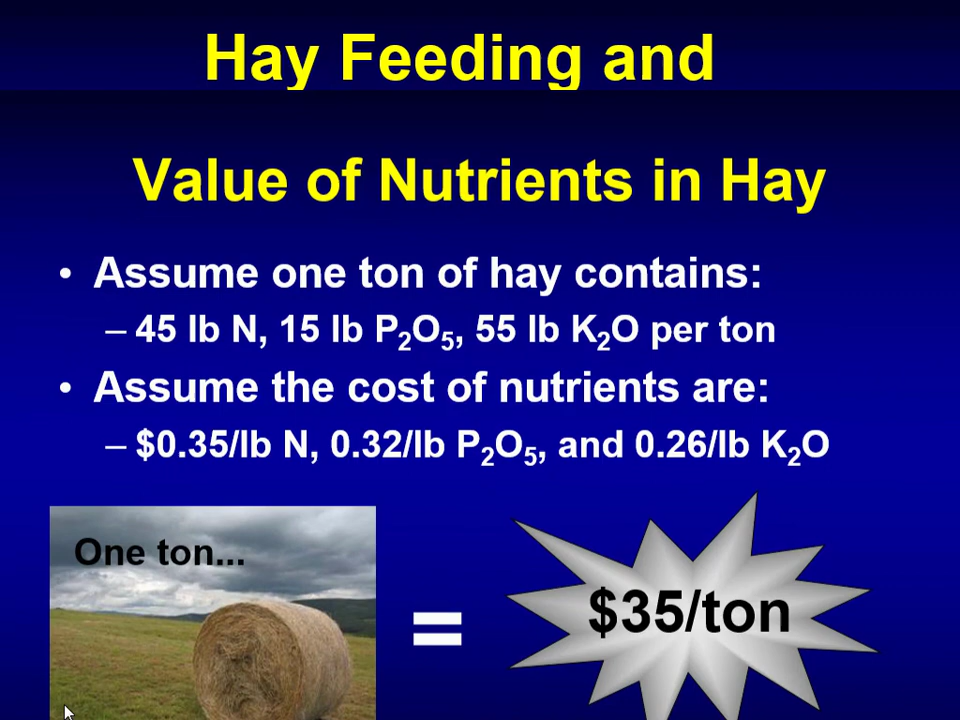 Hay Feeding and
Value of Nutrients in Hay
• Assume one ton of hay contains:
– 45 lb N, 15 lb P₂O₅, 55 lb K₂O per ton
• Assume the cost of nutrients are:
– $0.35/lb N, 0.32/lb P₂O₅, and 0.26/lb K₂O
One ton...
=
$35/ton